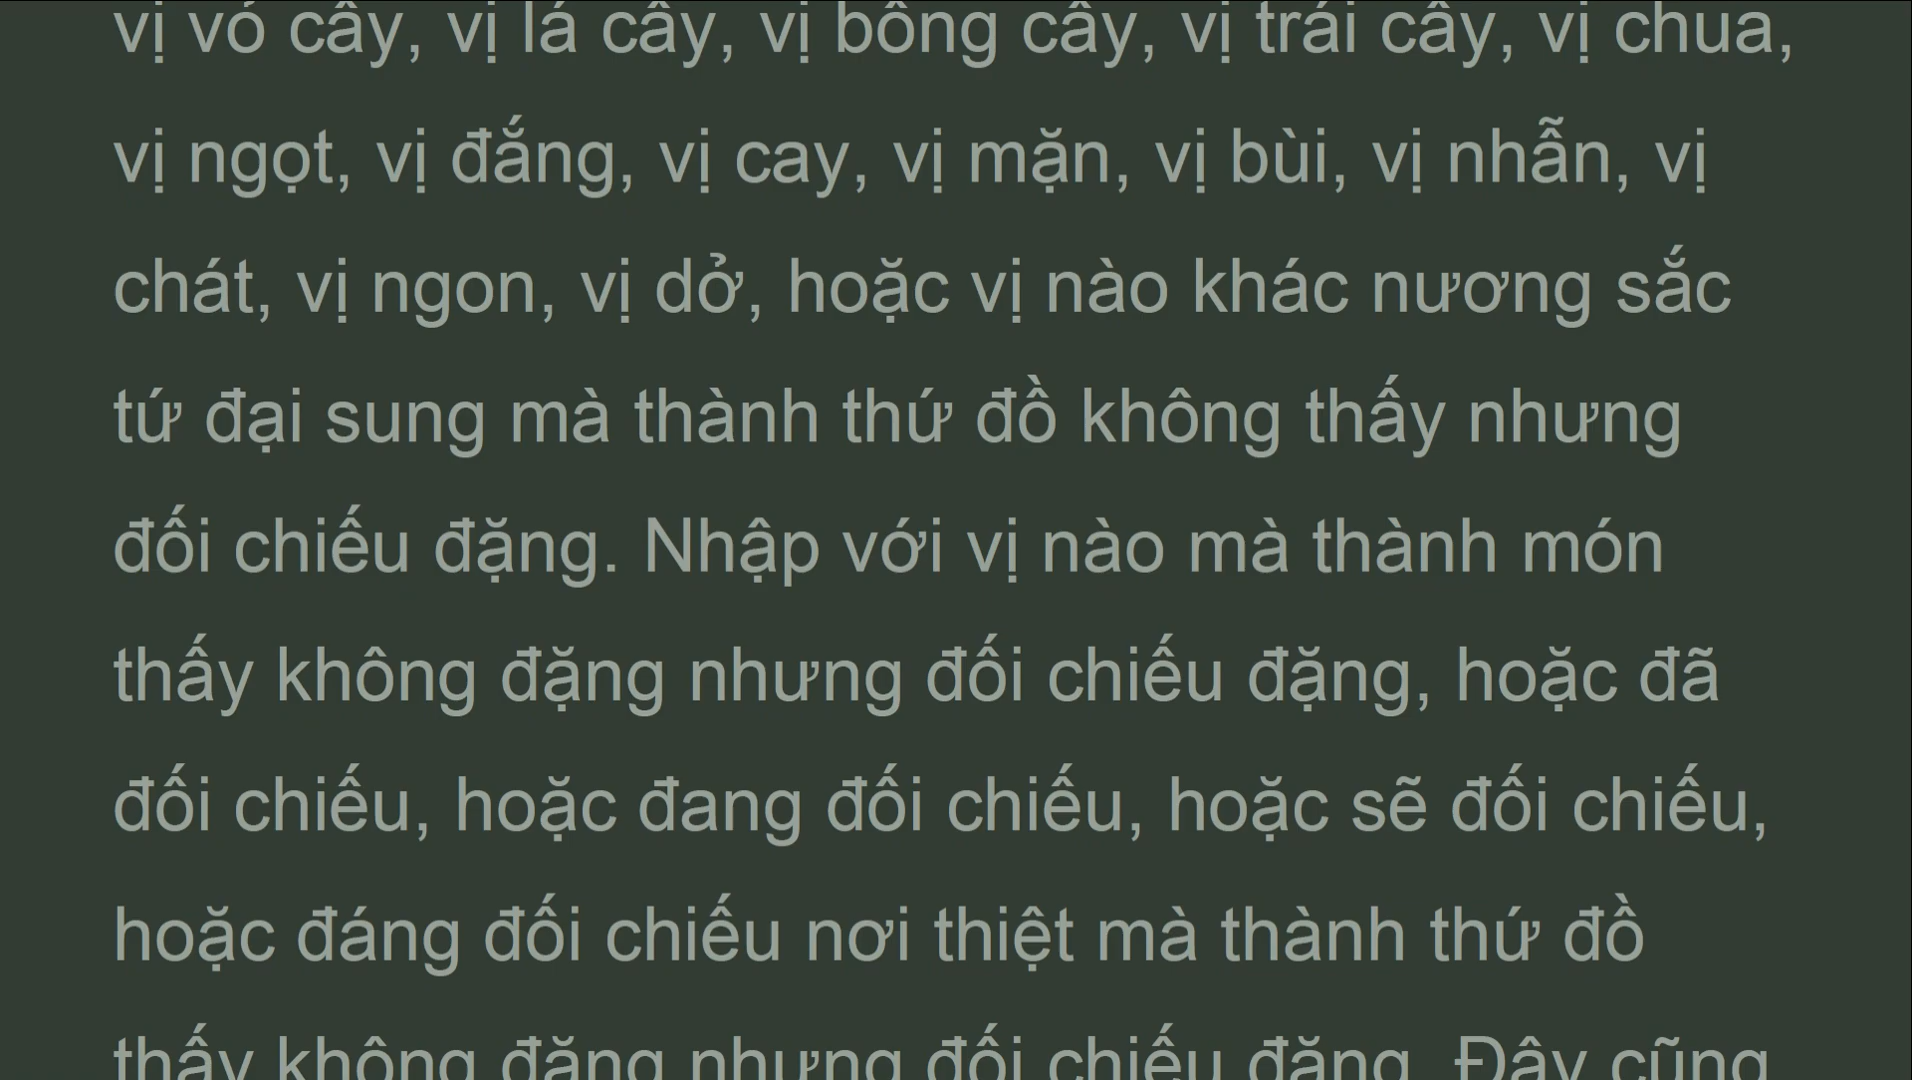 vị vỏ cây, vị lá cây, vị bông cây, vị trái cây, vị chua,
vị ngọt, vị đắng, vị cay, vị mặn, vị bùi, vị nhẫn, vị
chát, vị ngon, vị dở, hoặc vị nào khác nương sắc
tứ đại sung mà thành thứ đồ không thấy nhưng
đối chiếu đặng. Nhập với vị nào mà thành món
thấy không đặng nhưng đối chiếu đặng, hoặc đã
đối chiếu, hoặc đang đối chiếu, hoặc sẽ đối chiếu,
hoặc đáng đối chiếu nơi thiệt mà thành thứ đồ
thấy không đặng nhưng đối chiếu đặng. Đây cũng